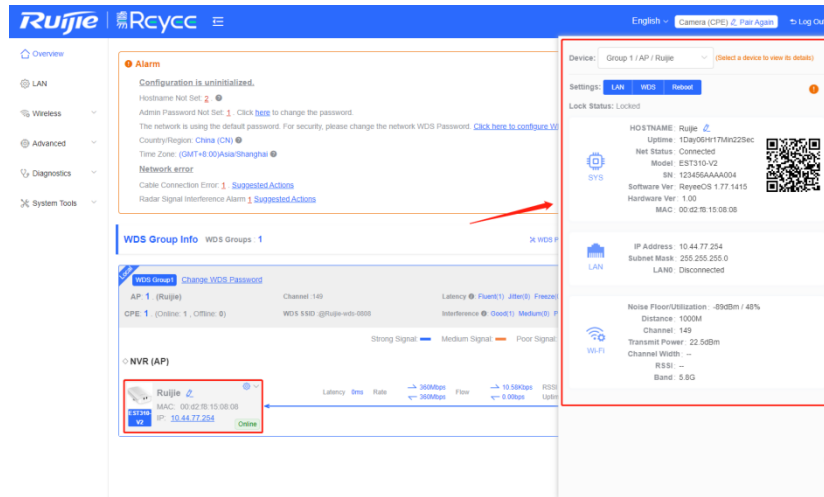 Ruijie Reyee
English Camera (CPE) Pair Again Log Out
Overview
LAN
Wireless
Advanced
Diagnostics
System Tools
Alarm
Configuration is uninitialized.
Hostname Not Set: 2
Admin Password Not Set: 1 . Click here to change the password.
The network is using the default password. For security, please change the network WDS Password. Click here to configure W
Country/Region: China (CN)
Time Zone: (GMT+8:00)Asia/Shanghai
Network error
Cable Connection Error: 1 . Suggested Actions
Radar Signal Interference Alarm 1 Suggested Actions
WDS Group Info WDS Groups : 1
WDS P
Local
WDS Group1 Change WDS Password
AP: 1 (Ruijie) Channel :149 Latency : Fluent(1) Jitter(0) Freeze(
CPE: 1 (Online: 1 , Offline: 0) WDS SSID :@Ruijie-wds-0808 Interference : Good(1) Medium(0) P
Strong Signal Medium Signal Poor Signal
NVR (AP)
Ruijie
MAC: 00:d2:f8:15:08:08
IP: 10.44.77.254
EST310-V2
Online
Latency 0ms Rate 360Mbps 360Mbps Flow 10.58Kbps 0.00bps RSSI Uptim
Device: Group 1 / AP / Ruijie (Select a device to view its details)
Settings: LAN WDS Reboot
Lock Status: Locked
SYS
HOSTNAME: Ruijie
Uptime: 1Day05Hr17Min22Sec
Net Status: Connected
Model: EST310-V2
SN: 123456AAAA004
Software Ver: ReyeeOS 1.77.1415
Hardware Ver: 1.00
MAC: 00:d2:f8:15:08:08
LAN
IP Address: 10.44.77.254
Subnet Mask: 255.255.255.0
LAN0: Disconnected
Wi-Fi
Noise Floor/Utilization: -89dBm / 48%
Distance: 1000M
Channel: 149
Transmit Power: 22.5dBm
Channel Width: --
RSSI: --
Band: 5.8G